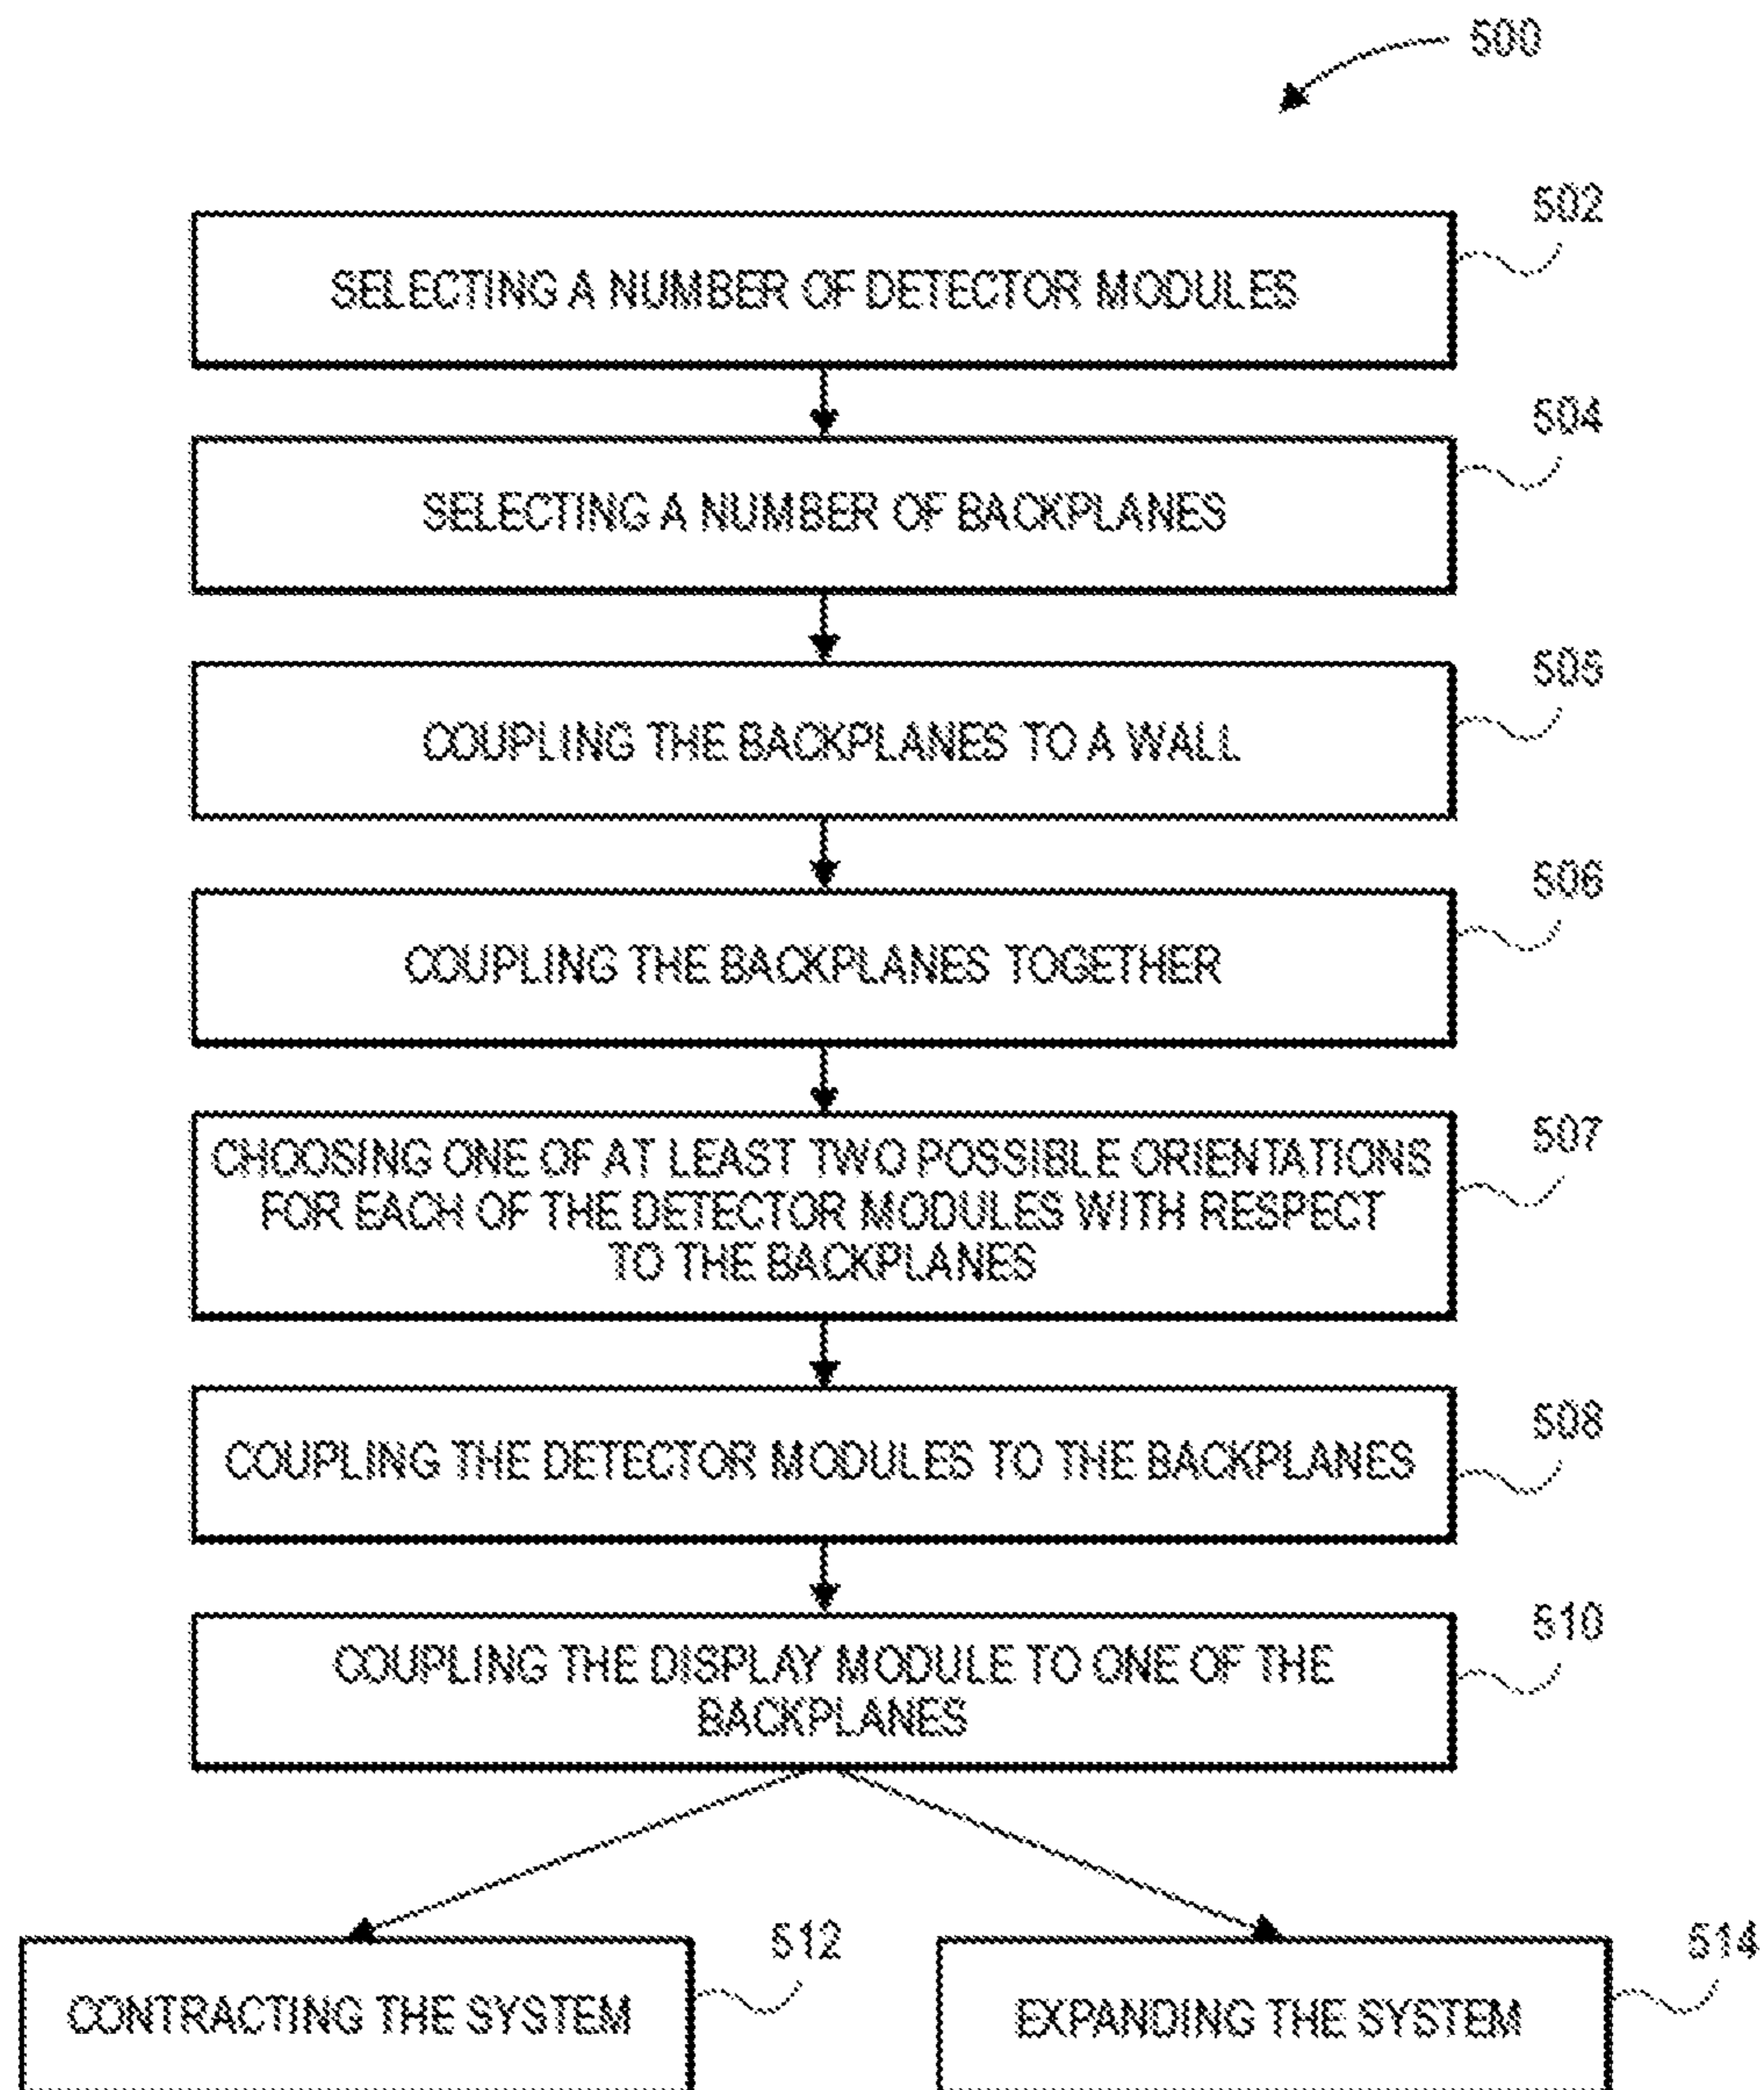 500
502
SELECTING A NUMBER OF DETECTOR MODULES
504
SELECTING A NUMBER OF BACKPLANES
505
COUPLING THE BACKPLANES TO A WALL
506
COUPLING THE BACKPLANES TOGETHER
507
CHOOSING ONE OF AT LEAST TWO POSSIBLE ORIENTATIONS
FOR EACH OF THE DETECTOR MODULES WITH RESPECT
TO THE BACKPLANES
508
COUPLING THE DETECTOR MODULES TO THE BACKPLANES
510
COUPLING THE DISPLAY MODULE TO ONE OF THE
BACKPLANES
512
CONTRACTING THE SYSTEM
514
EXPANDING THE SYSTEM